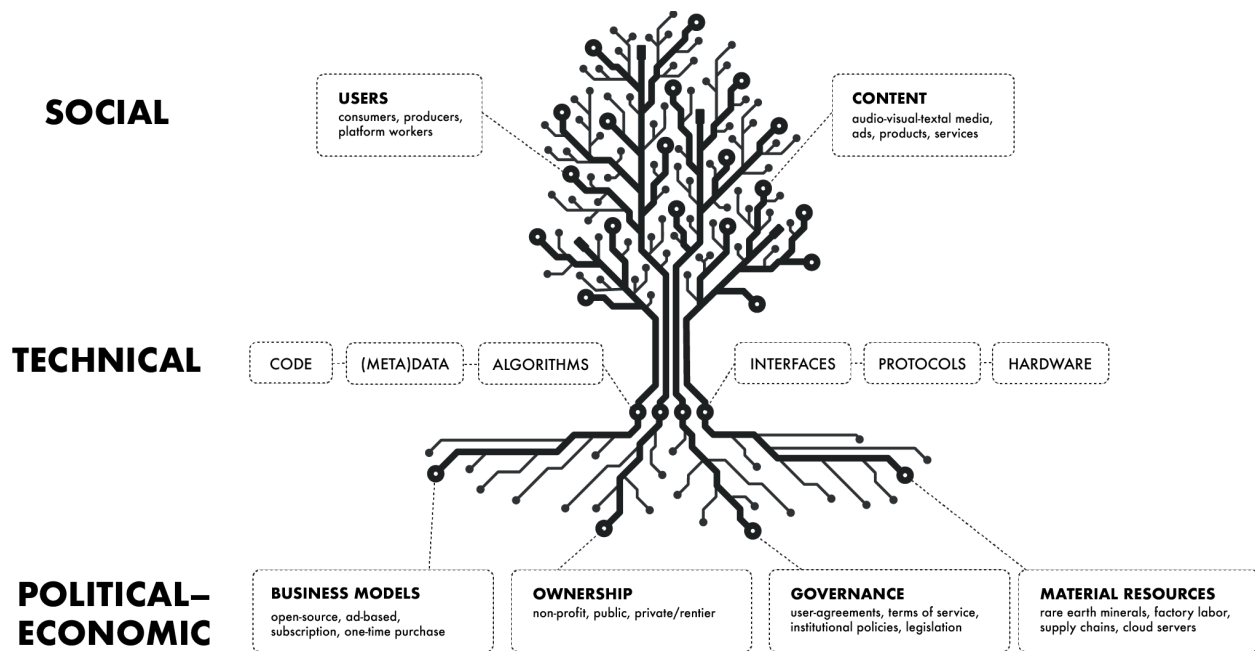 SOCIAL
USERS
consumers, producers,
platform workers
CONTENT
audio-visual-textal media,
ads, products, services
TECHNICAL
CODE
(META)DATA
ALGORITHMS
INTERFACES
PROTOCOLS
HARDWARE
POLITICAL–
ECONOMIC
BUSINESS MODELS
open-source, ad-based,
subscription, one-time purchase
OWNERSHIP
non-profit, public, private/rentier
GOVERNANCE
user-agreements, terms of service,
institutional policies, legislation
MATERIAL RESOURCES
rare earth minerals, factory labor,
supply chains, cloud servers